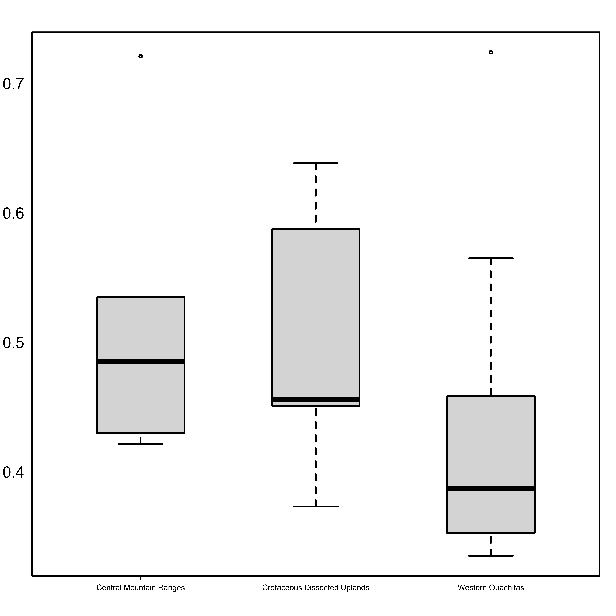 0.7
0.6
0.5
0.4
Central Mountain Ranges
Cretaceous Dissected Uplands
Western Ouachitas